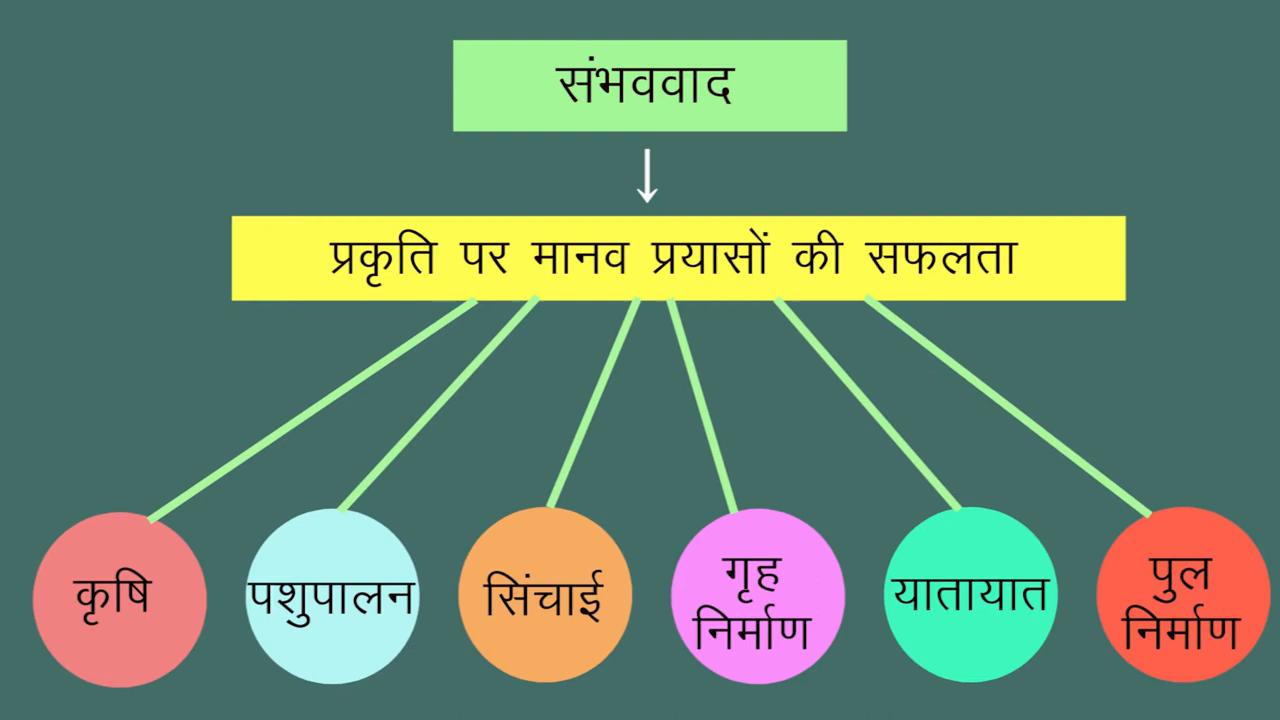 संभववाद
प्रकृति पर मानव प्रयासों की सफलता
कृषि
पशुपालन
सिंचाई
गृह
निर्माण
यातायात
पुल
निर्माण